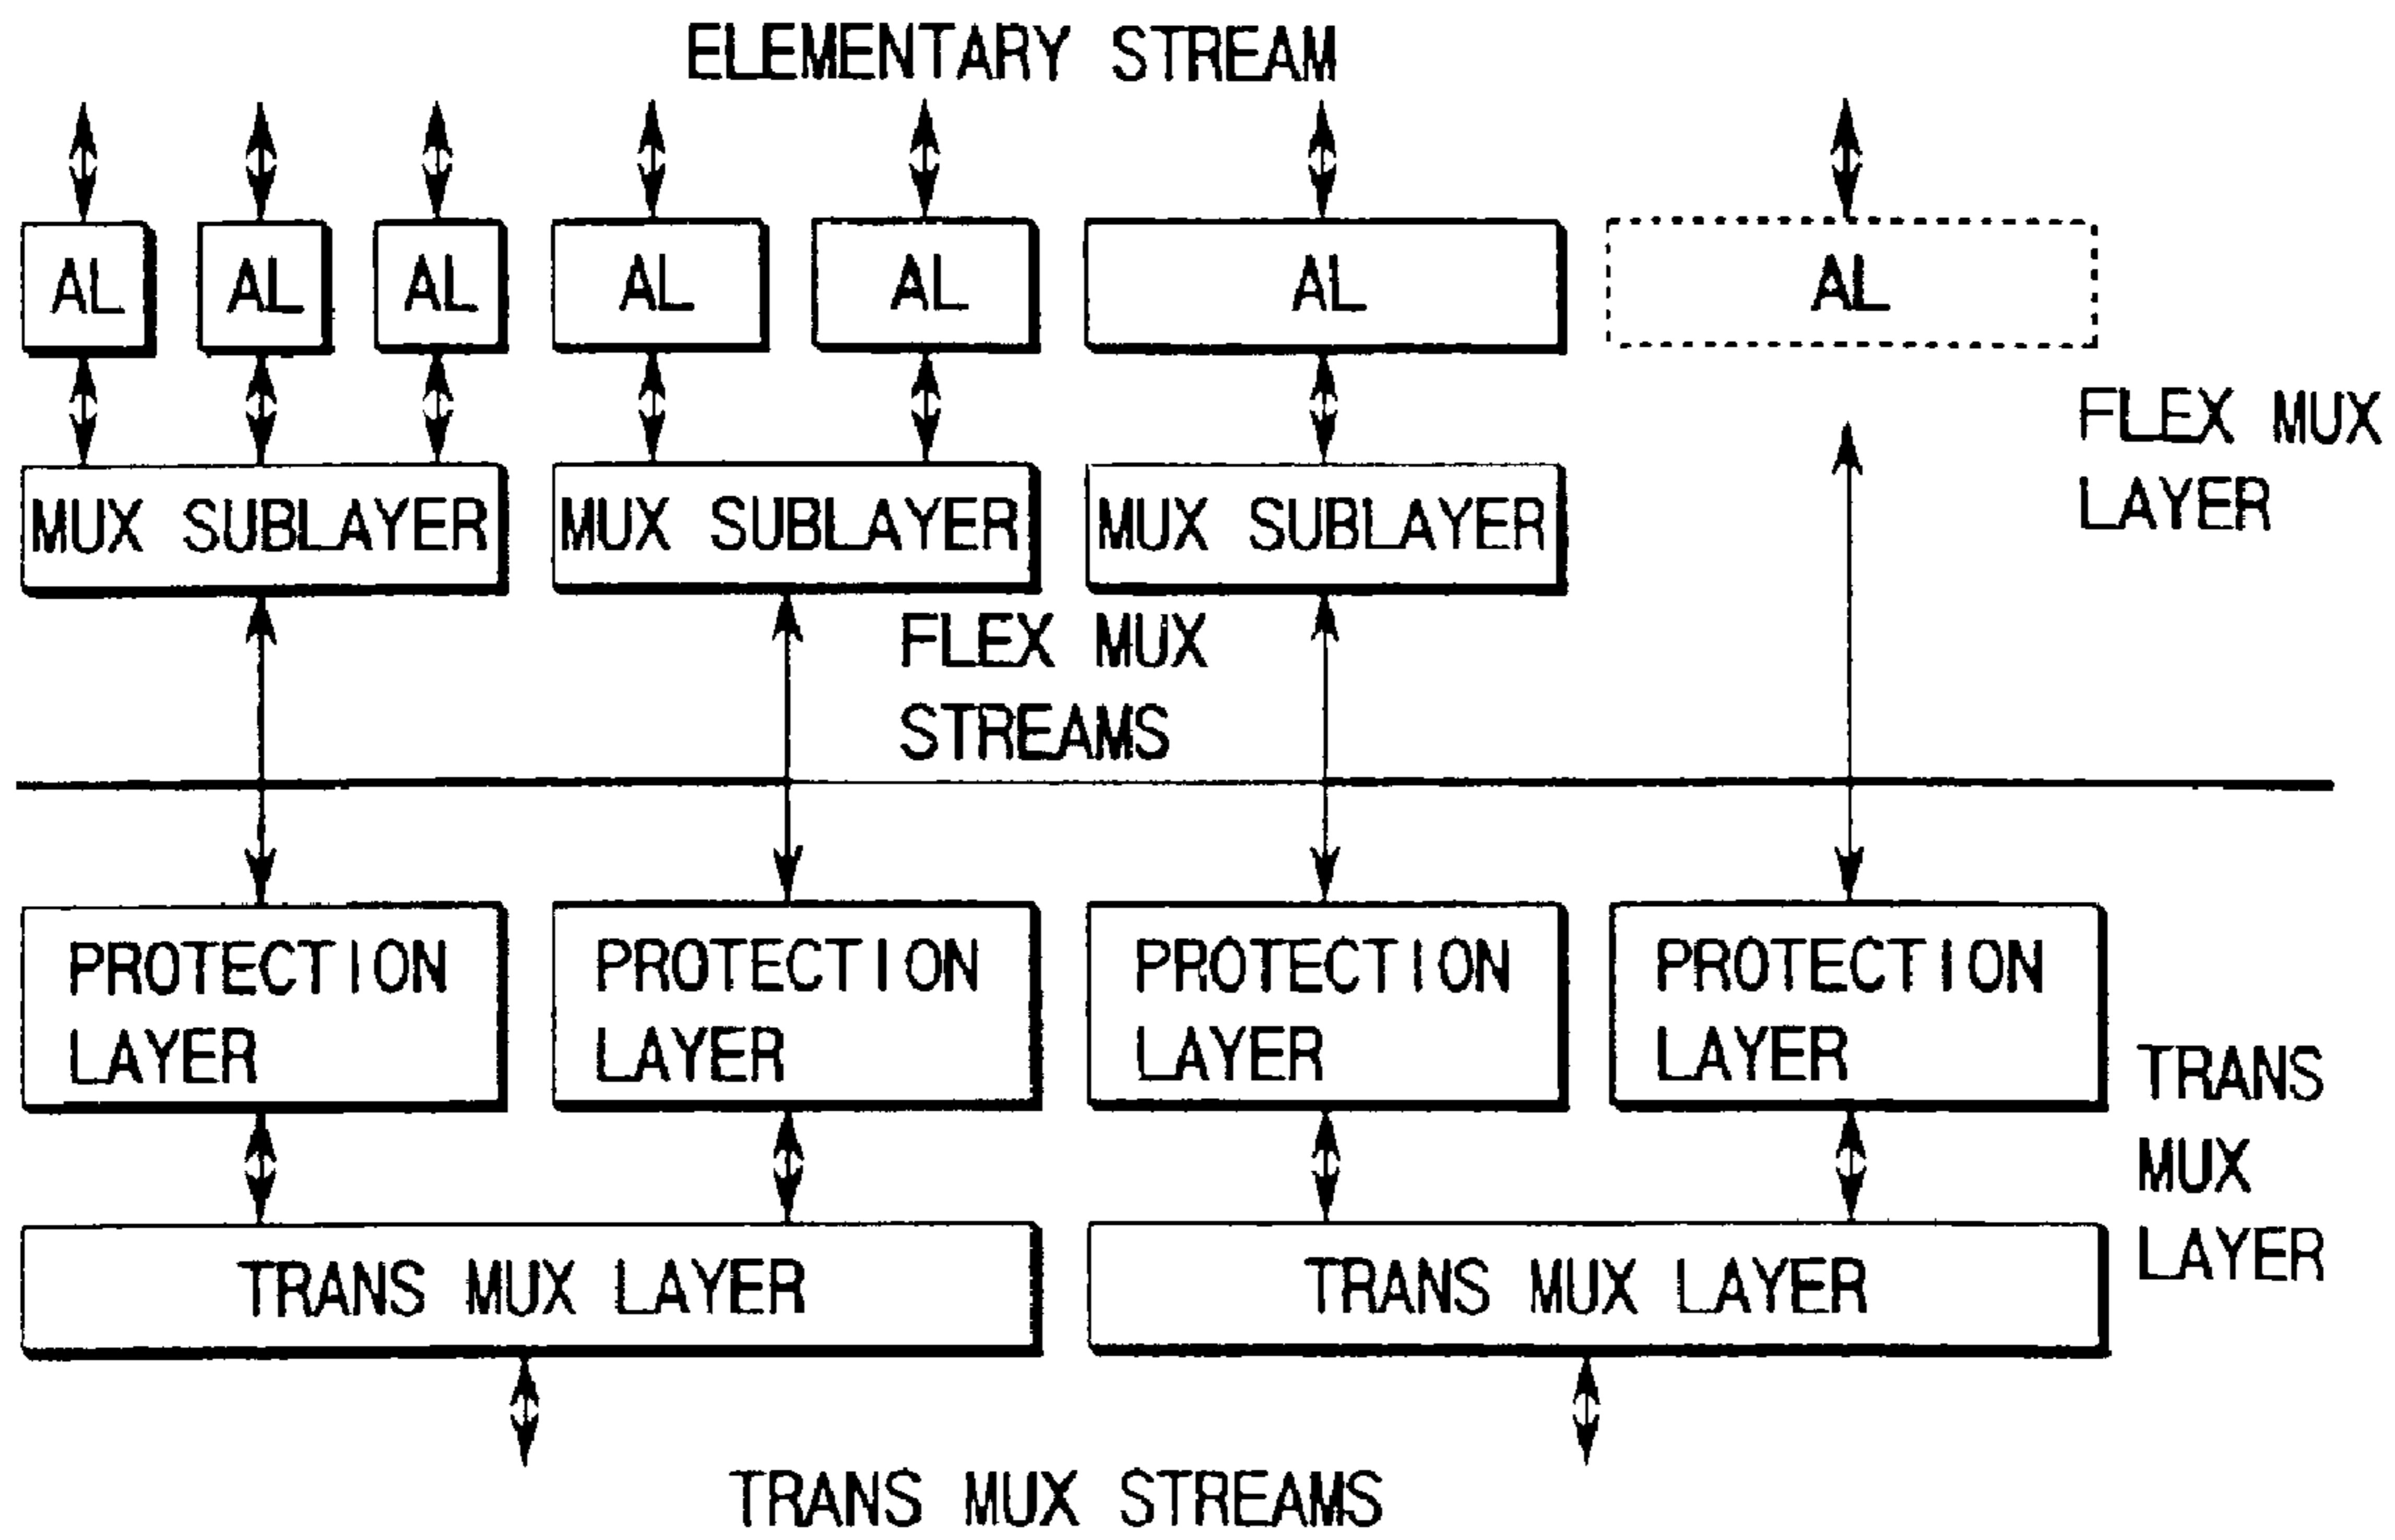 ELEMENTARY STREAM
AL
AL
AL
AL
AL
AL
AL
FLEX MUX
LAYER
MUX SUBLAYER
MUX SUBLAYER
MUX SUBLAYER
FLEX MUX
STREAMS
PROTECTION
LAYER
PROTECTION
LAYER
PROTECTION
LAYER
PROTECTION
LAYER
TRANS
MUX
LAYER
TRANS MUX LAYER
TRANS MUX LAYER
TRANS MUX STREAMS